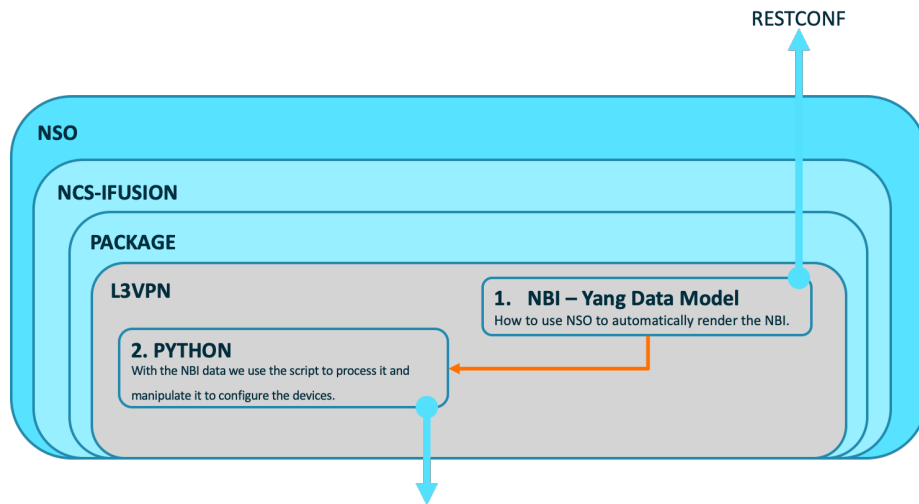 RESTCONF
NSO
NCS-IFUSION
PACKAGE
L3VPN
1. NBI – Yang Data Model
How to use NSO to automatically render the NBI.
2. PYTHON
With the NBI data we use the script to process it and
manipulate it to configure the devices.